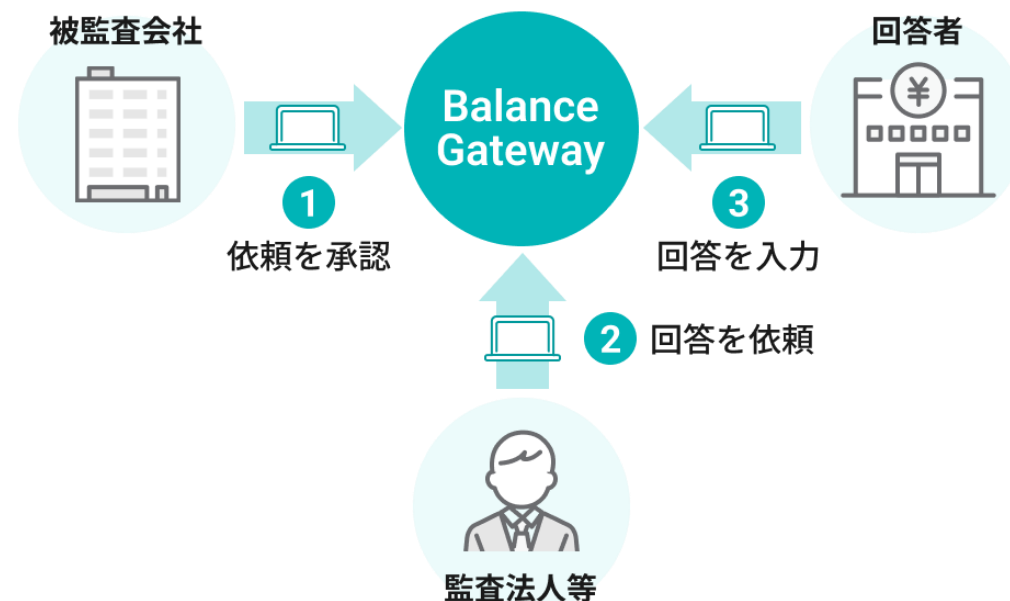 被監査会社
回答者
Balance
Gateway
¥
1
依頼を承認
3
回答を入力
2 回答を依頼
監査法人等